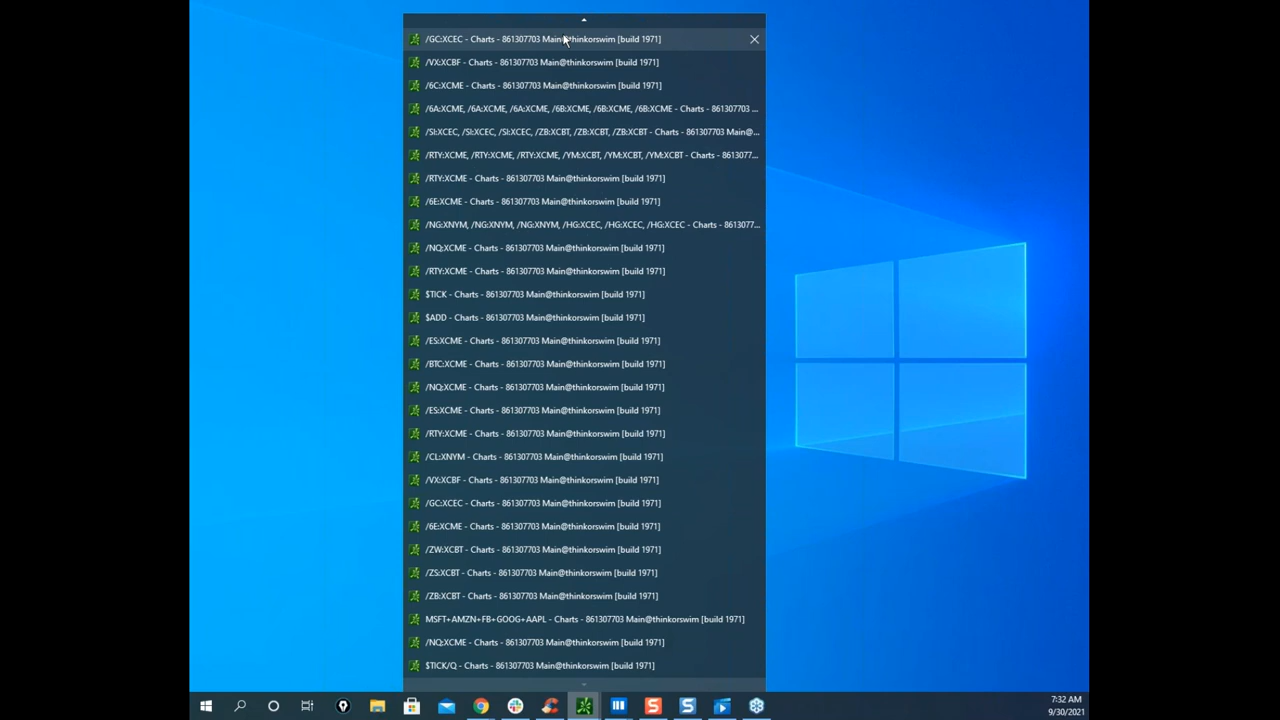 /GC:XCEC - Charts - 861307703 Main@thinkorswim [build 1971]
/VX:XCBF - Charts - 861307703 Main@thinkorswim [build 1971]
/6C:XCME - Charts - 861307703 Main@thinkorswim [build 1971]
/6A:XCME, /6A:XCME, /6A:XCME, /6B:XCME, /6B:XCME, /6B:XCME - Charts - 861307703 ...
/SI:XCEC, /SI:XCEC, /SI:XCEC, /ZB:XCBT, /ZB:XCBT, /ZB:XCBT - Charts - 861307703 Main@...
/RTY:XCME, /RTY:XCME, /RTY:XCME, /YM:XCBT, /YM:XCBT, /YM:XCBT - Charts - 8613077...
/RTY:XCME - Charts - 861307703 Main@thinkorswim [build 1971]
/6E:XCME - Charts - 861307703 Main@thinkorswim [build 1971]
/NG:XNYM, /NG:XNYM, /NG:XNYM, /HG:XCEC, /HG:XCEC, /HG:XCEC - Charts - 8613077...
/NQ:XCME - Charts - 861307703 Main@thinkorswim [build 1971]
/RTY:XCME - Charts - 861307703 Main@thinkorswim [build 1971]
$TICK - Charts - 861307703 Main@thinkorswim [build 1971]
$ADD - Charts - 861307703 Main@thinkorswim [build 1971]
/ES:XCME - Charts - 861307703 Main@thinkorswim [build 1971]
/BTC:XCME - Charts - 861307703 Main@thinkorswim [build 1971]
/NQ:XCME - Charts - 861307703 Main@thinkorswim [build 1971]
/ES:XCME - Charts - 861307703 Main@thinkorswim [build 1971]
/RTY:XCME - Charts - 861307703 Main@thinkorswim [build 1971]
/CL:XNYM - Charts - 861307703 Main@thinkorswim [build 1971]
/VX:XCBF - Charts - 861307703 Main@thinkorswim [build 1971]
/GC:XCEC - Charts - 861307703 Main@thinkorswim [build 1971]
/6E:XCME - Charts - 861307703 Main@thinkorswim [build 1971]
/ZW:XCBT - Charts - 861307703 Main@thinkorswim [build 1971]
/ZS:XCBT - Charts - 861307703 Main@thinkorswim [build 1971]
/ZB:XCBT - Charts - 861307703 Main@thinkorswim [build 1971]
MSFT+AMZN+FB+GOOG+AAPL - Charts - 861307703 Main@thinkorswim [build 1971]
/NQ:XCME - Charts - 861307703 Main@thinkorswim [build 1971]
$TICK/Q - Charts - 861307703 Main@thinkorswim [build 1971]
7:32 AM
9/30/2021